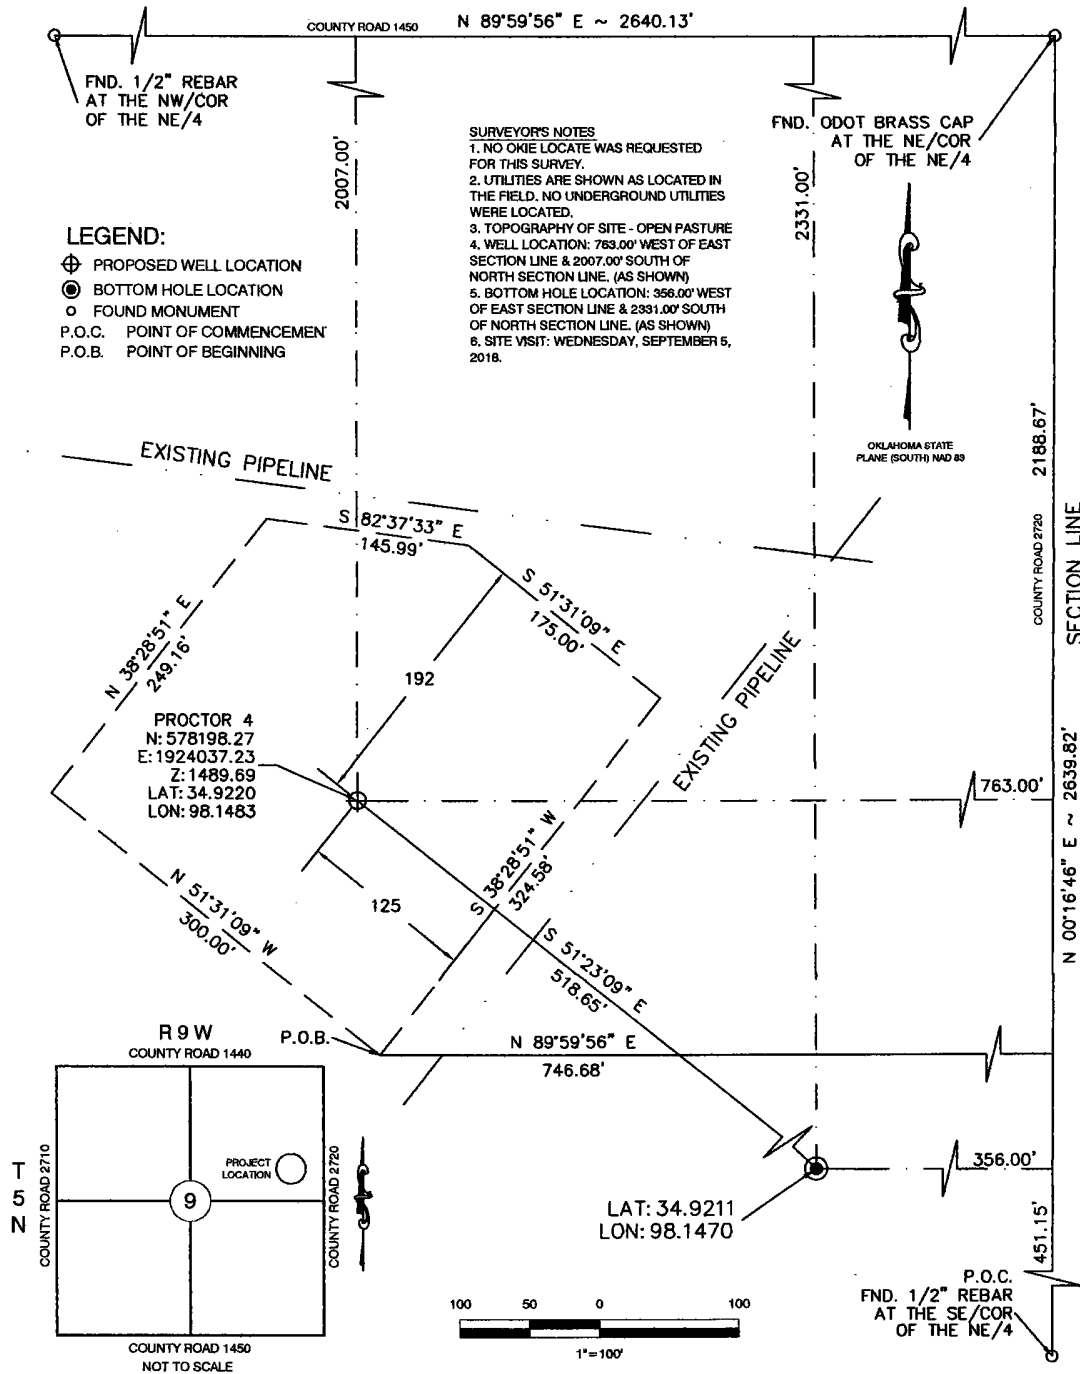 COUNTY ROAD 1450
N 89°59'56" E ~ 2640.13'
FND. 1/2" REBAR
AT THE NW/COR
OF THE NE/4
FND. ODOT BRASS CAP
AT THE NE/COR
OF THE NE/4
2007.00'
2331.00'
SURVEYOR'S NOTES
1. NO OKIE LOCATE WAS REQUESTED
FOR THIS SURVEY.
2. UTILITIES ARE SHOWN AS LOCATED IN
THE FIELD. NO UNDERGROUND UTILITIES
WERE LOCATED.
3. TOPOGRAPHY OF SITE - OPEN PASTURE
4. WELL LOCATION: 763.00' WEST OF EAST
SECTION LINE & 2007.00' SOUTH OF
NORTH SECTION LINE. (AS SHOWN)
5. BOTTOM HOLE LOCATION: 356.00' WEST
OF EAST SECTION LINE & 2331.00' SOUTH
OF NORTH SECTION LINE. (AS SHOWN)
6. SITE VISIT: WEDNESDAY, SEPTEMBER 5,
2018.
LEGEND:
PROPOSED WELL LOCATION
BOTTOM HOLE LOCATION
FOUND MONUMENT
P.O.C. POINT OF COMMENCEMEN
P.O.B. POINT OF BEGINNING
OKLAHOMA STATE
PLANE (SOUTH) NAD 83
2188.67'
COUNTY ROAD 2720
SECTION LINE
N 00°16'46" E ~ 2639.82'
EXISTING PIPELINE
S 82°37'33" E
145.99'
S 51°31'09" E
175.00'
N 38°28'51" E
249.16'
192
EXISTING PIPELINE
PROCTOR 4
N: 578198.27
E: 1924037.23
Z: 1489.69
LAT: 34.9220
LON: 98.1483
763.00'
S 38°28'51" W
324.58'
125
N 51°31'09" W
300.00'
S 51°23'09" E
518.65'
P.O.B.
N 89°59'56" E
746.68'
356.00'
LAT: 34.9211
LON: 98.1470
451.15'
P.O.C.
FND. 1/2" REBAR
AT THE SE/COR
OF THE NE/4
R 9 W
COUNTY ROAD 1440
T
5
N
COUNTY ROAD 2710
PROJECT
LOCATION
9
COUNTY ROAD 2720
COUNTY ROAD 1450
NOT TO SCALE
100 50 0 100
1"=100'